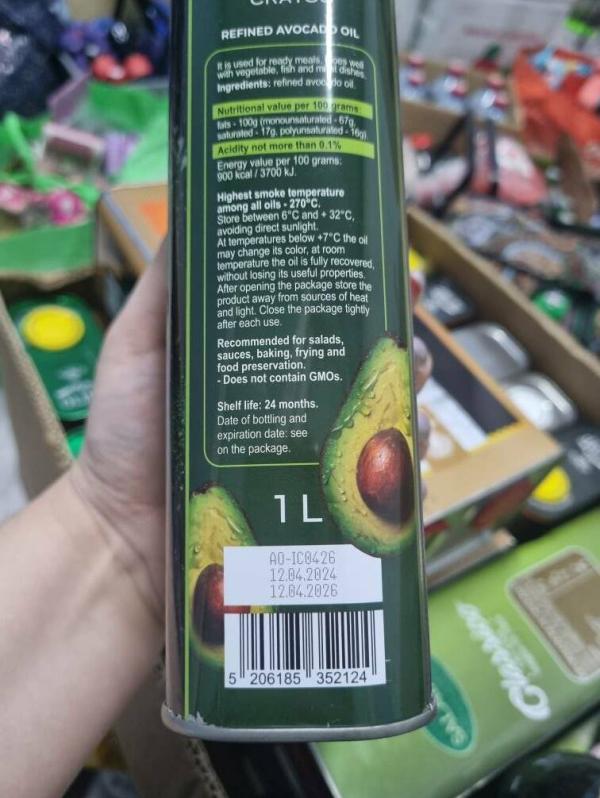 REFINED AVOCADO OIL
It is used for ready meals, does well
with vegetable, fish and meat dishes.
Ingredients: refined avocado oil.
Nutritional value per 100 grams:
fats - 100g (monounsaturated - 67g,
saturated - 17g, polyunsaturated - 16g)
Acidity not more than 0.1%
Energy value per 100 grams:
900 kcal / 3700 kJ.
Highest smoke temperature
among all oils - 270°C.
Store between 6°C and + 32°C,
avoiding direct sunlight.
At temperatures below +7°C the oil
may change its color, at room
temperature the oil is fully recovered,
without losing its useful properties.
After opening the package store the
product away from sources of heat
and light. Close the package tightly
after each use.
Recommended for salads,
sauces, baking, frying and
food preservation.
- Does not contain GMOs.
Shelf life: 24 months.
Date of bottling and
expiration date: see
on the package.
1 L
AO-IC0426
12.04.2024
12.04.2026
5 206185 352124
Classico